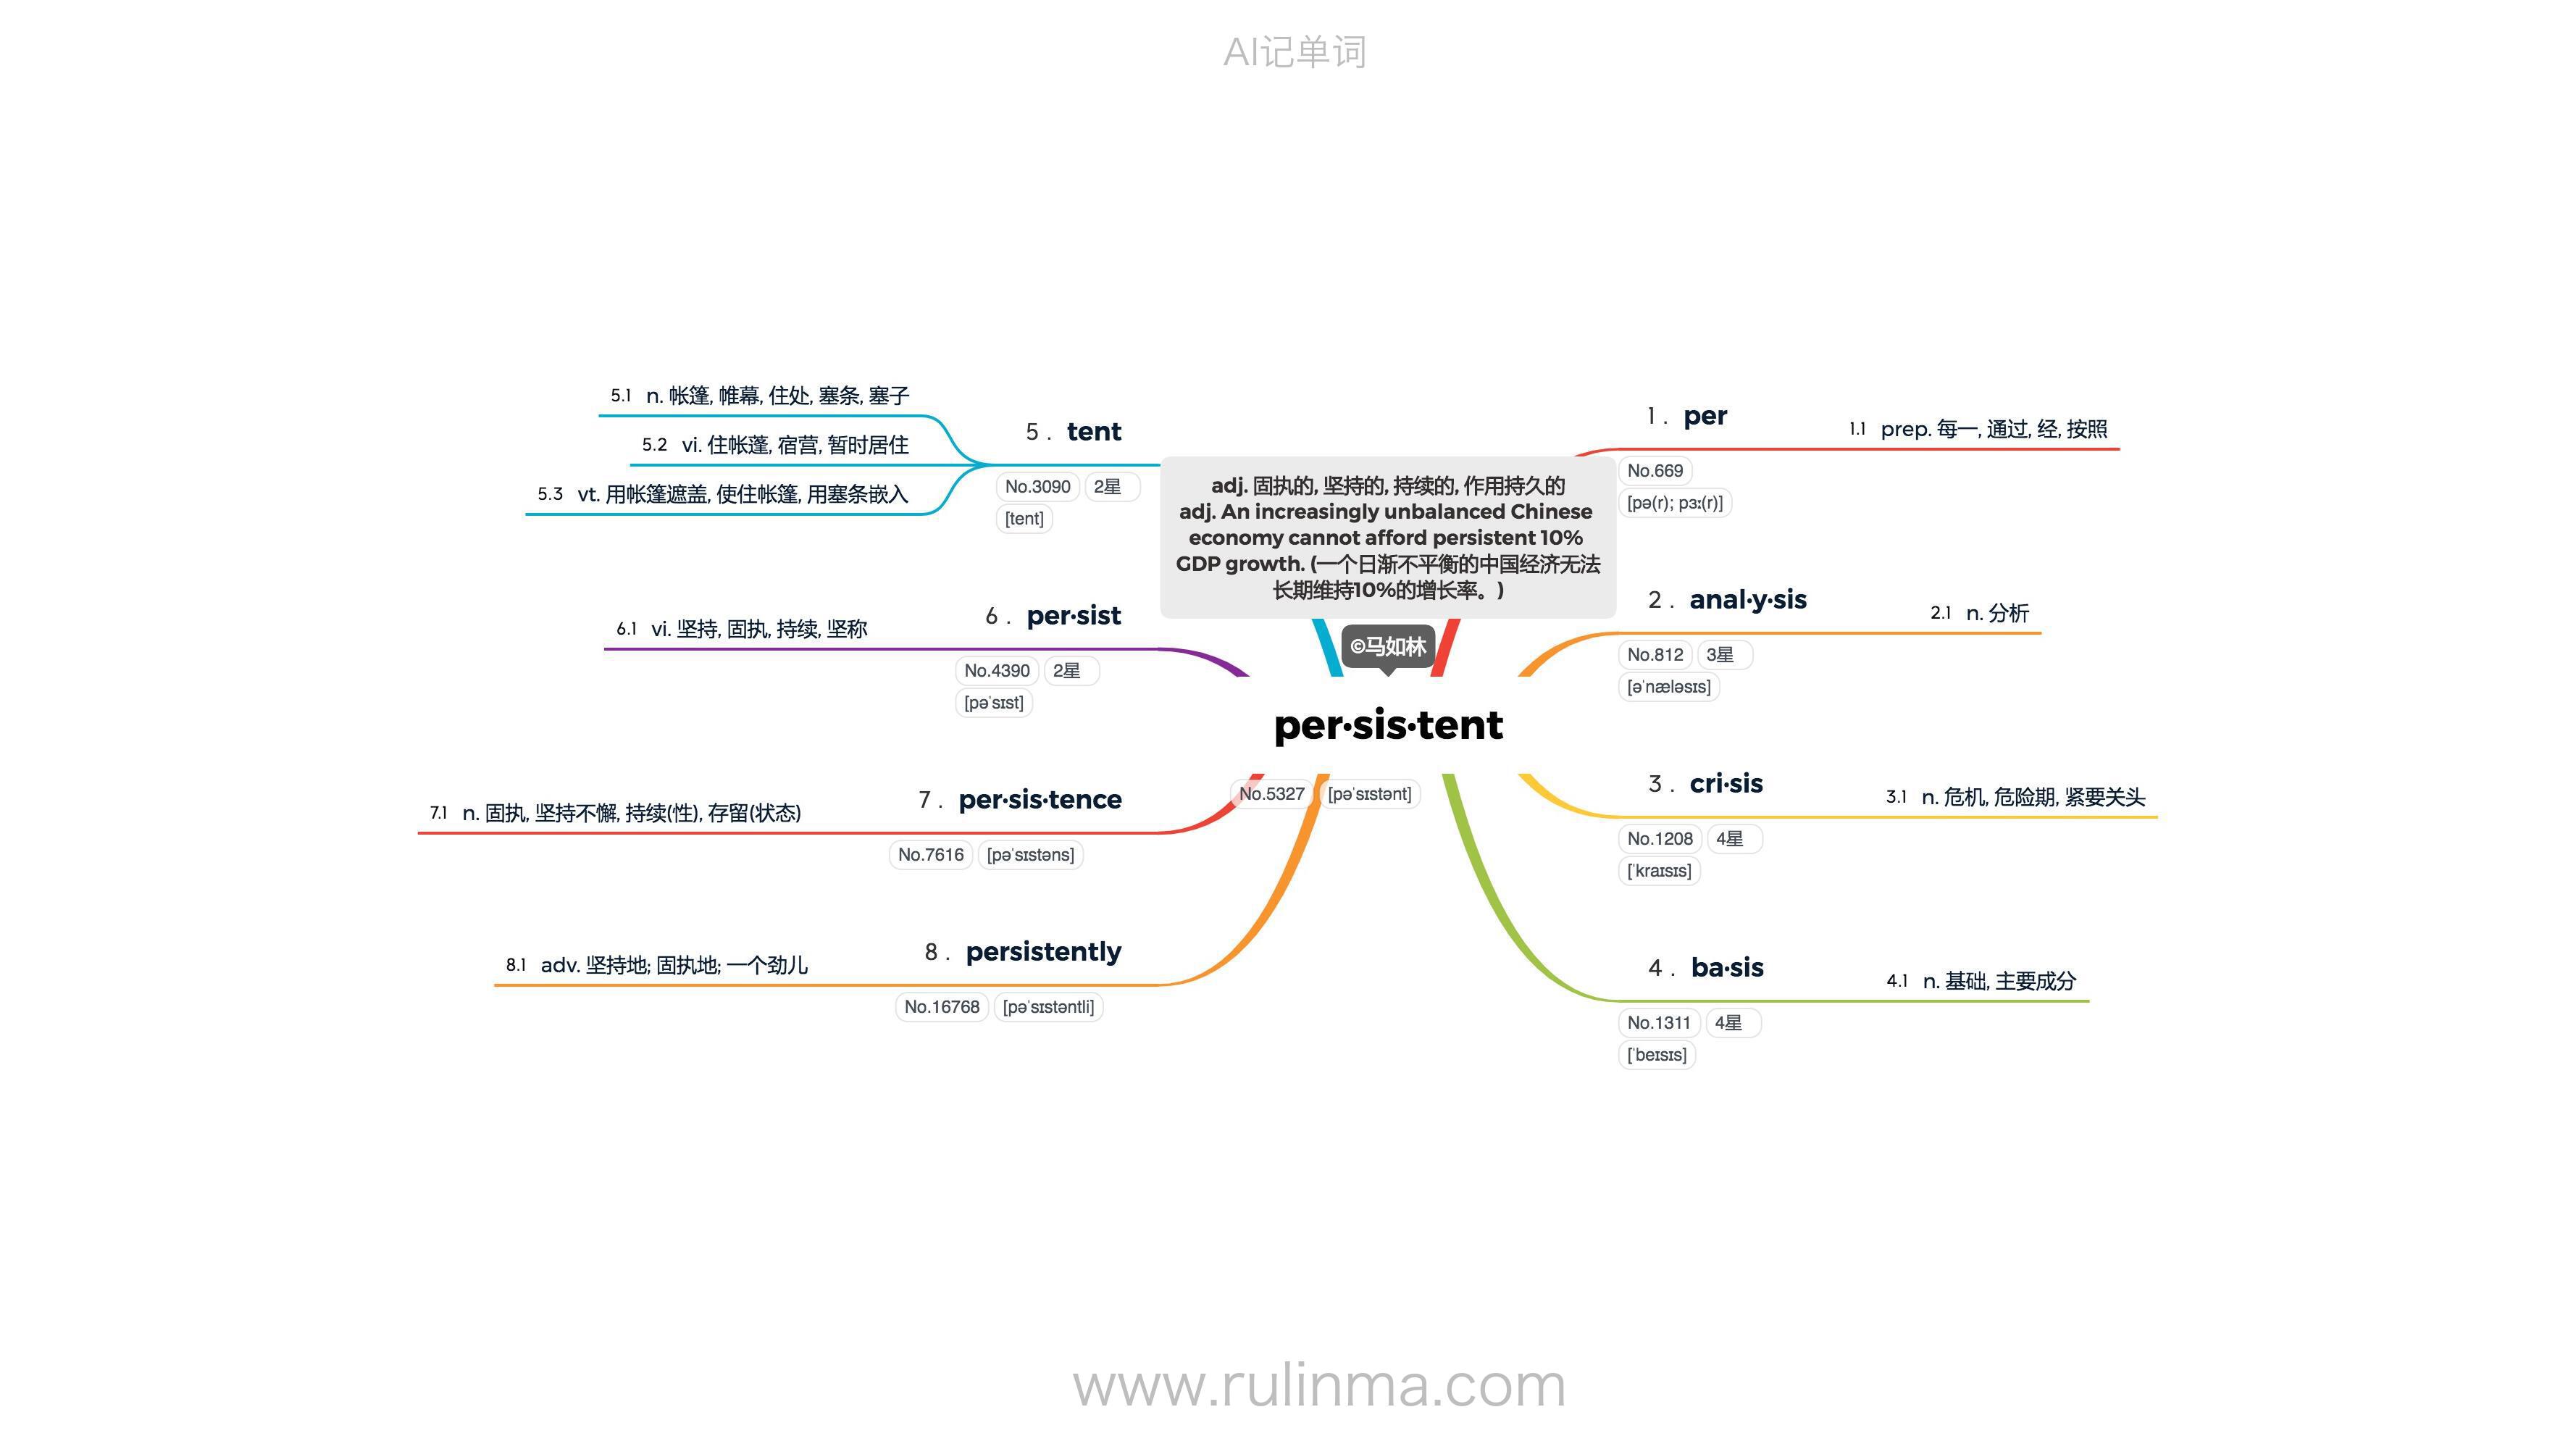 AI记单词
adj. 固执的, 坚持的, 持续的, 作用持久的
adj. An increasingly unbalanced Chinese
economy cannot afford persistent 10%
GDP growth. (一个日渐不平衡的中国经济无法
长期维持10%的增长率。)
©马如林
per·sis·tent
No.5327 [pəˈsɪstənt]
1 . per
1.1 prep. 每一, 通过, 经, 按照
No.669
[pə(r); pɜː(r)]
2 . anal·y·sis
2.1 n. 分析
No.812 3星
[əˈnæləsɪs]
3 . cri·sis
3.1 n. 危机, 危险期, 紧要关头
No.1208 4星
[ˈkraɪsɪs]
4 . ba·sis
4.1 n. 基础, 主要成分
No.1311 4星
[ˈbeɪsɪs]
5 . tent
5.1 n. 帐篷, 帷幕, 住处, 塞条, 塞子
5.2 vi. 住帐蓬, 宿营, 暂时居住
5.3 vt. 用帐篷遮盖, 使住帐篷, 用塞条嵌入
No.3090 2星
[tent]
6 . per·sist
6.1 vi. 坚持, 固执, 持续, 坚称
No.4390 2星
[pəˈsɪst]
7 . per·sis·tence
7.1 n. 固执, 坚持不懈, 持续(性), 存留(状态)
No.7616 [pəˈsɪstəns]
8 . persistently
8.1 adv. 坚持地; 固执地; 一个劲儿
No.16768 [pəˈsɪstəntli]
www.rulinma.com